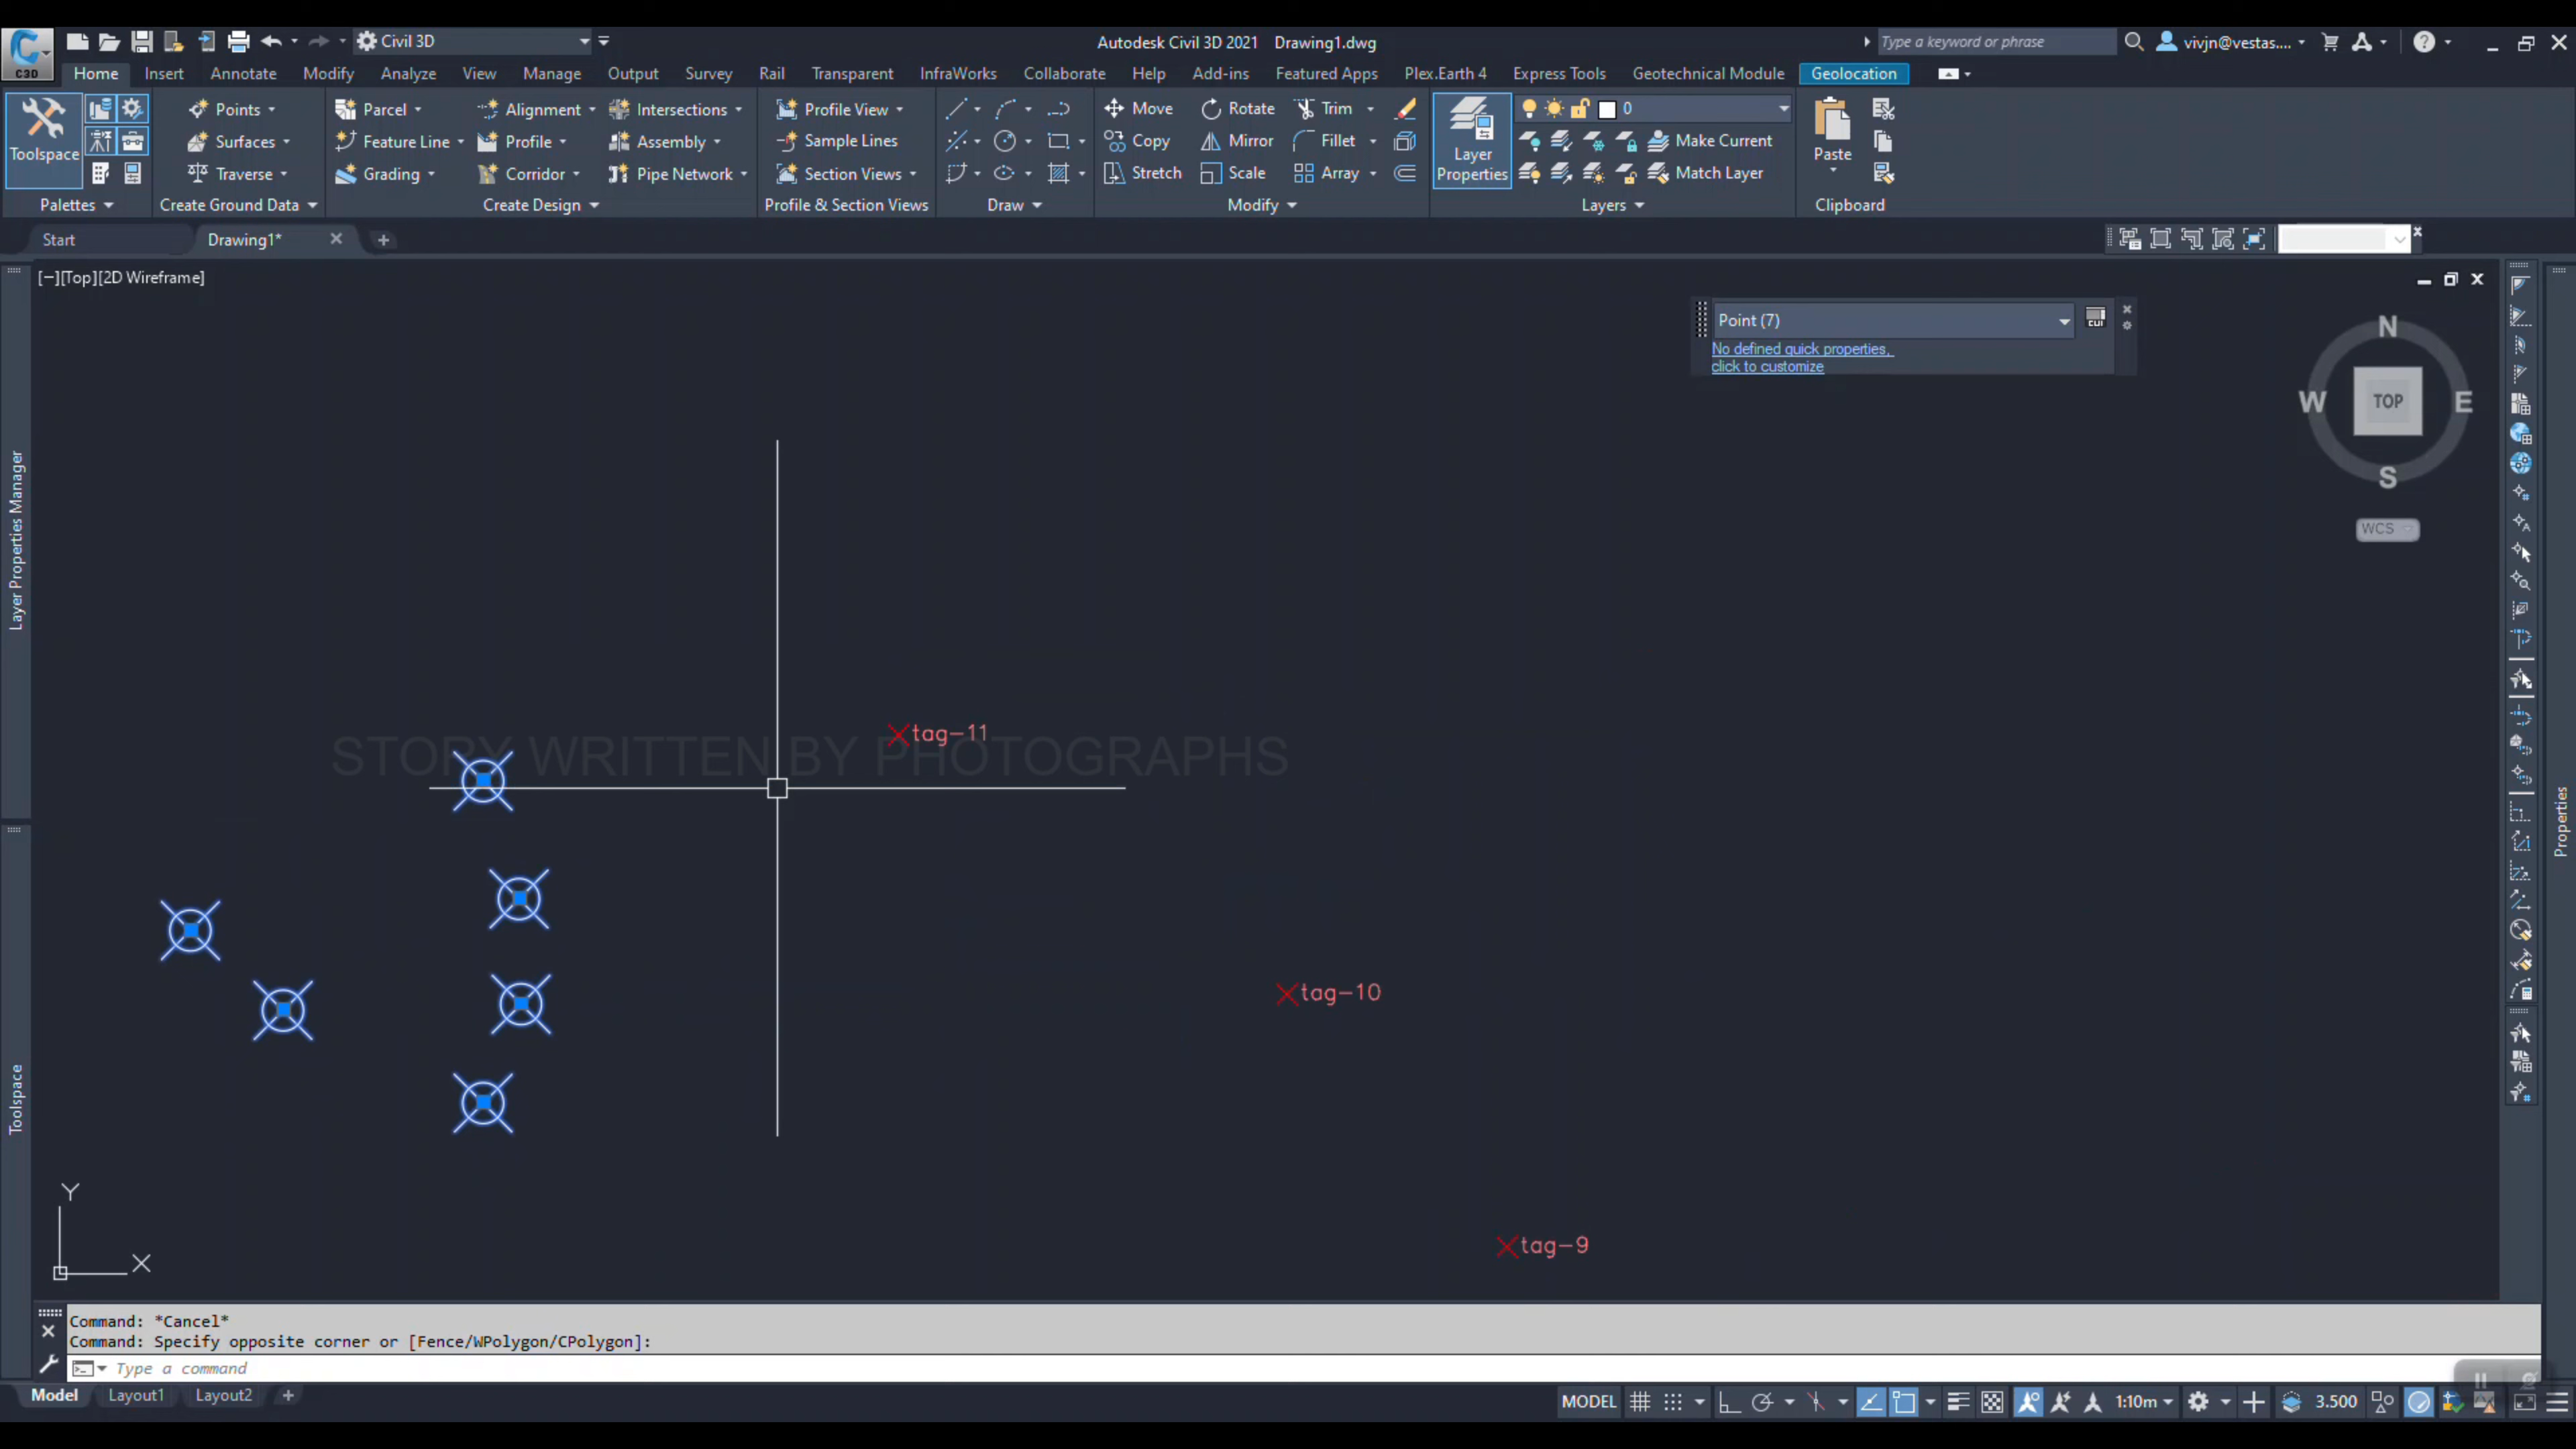 Civil 3D
Autodesk Civil 3D 2021 Drawing1.dwg
Type a keyword or phrase
vivjn@vestas....
C3D
Home Insert Annotate Modify Analyze View Manage Output Survey Rail Transparent InfraWorks Collaborate Help Add-ins Featured Apps Plex.Earth 4 Express Tools Geotechnical Module Geolocation
Points Parcel Alignment Intersections Profile View Move Rotate Trim 0
Toolspace Surfaces Feature Line Profile Assembly Sample Lines Copy Mirror Fillet Layer Properties Make Current Paste
Traverse Grading Corridor Pipe Network Section Views Stretch Scale Array Match Layer
Palettes Create Ground Data Create Design Profile & Section Views Draw Modify Layers Clipboard
Start Drawing1*
[−][Top][2D Wireframe]
Point (7)
CUI
No defined quick properties,
click to customize
N
W TOP E
S
WCS
Layer Properties Manager
tag-11
STORY WRITTEN BY PHOTOGRAPHS
Properties
tag-10
Toolspace
Y
tag-9
X
Command: *Cancel*
Command: Specify opposite corner or [Fence/WPolygon/CPolygon]:
Type a command
Model Layout1 Layout2 +
MODEL 1:10m 3.500